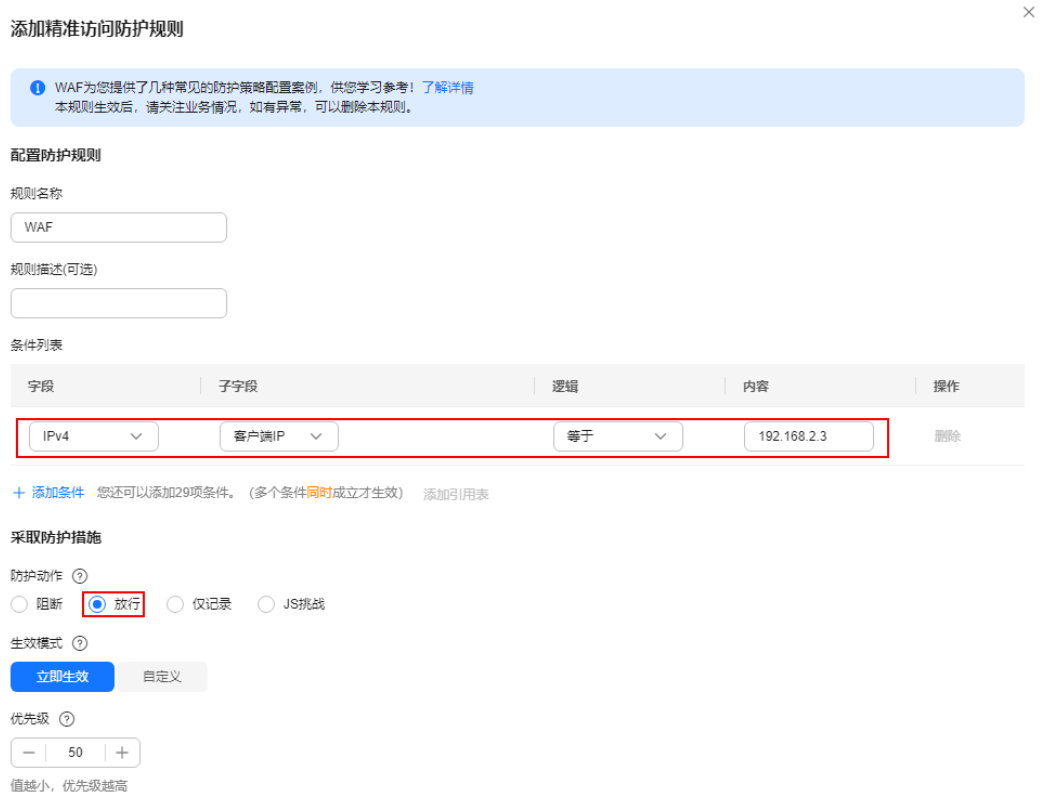 添加精准访问防护规则
WAF为您提供了几种常见的防护策略配置案例，供您学习参考！了解详情
本规则生效后，请关注业务情况，如有异常，可以删除本规则。
配置防护规则
规则名称
WAF
规则描述(可选)
条件列表
字段 子字段 逻辑 内容 操作
IPv4 客户端IP 等于 192.168.2.3 删除
添加条件 您还可以添加29项条件。（多个条件同时成立才生效） 添加引用表
采取防护措施
防护动作
阻断 放行 仅记录 JS挑战
生效模式
立即生效 自定义
优先级
50
值越小，优先级越高